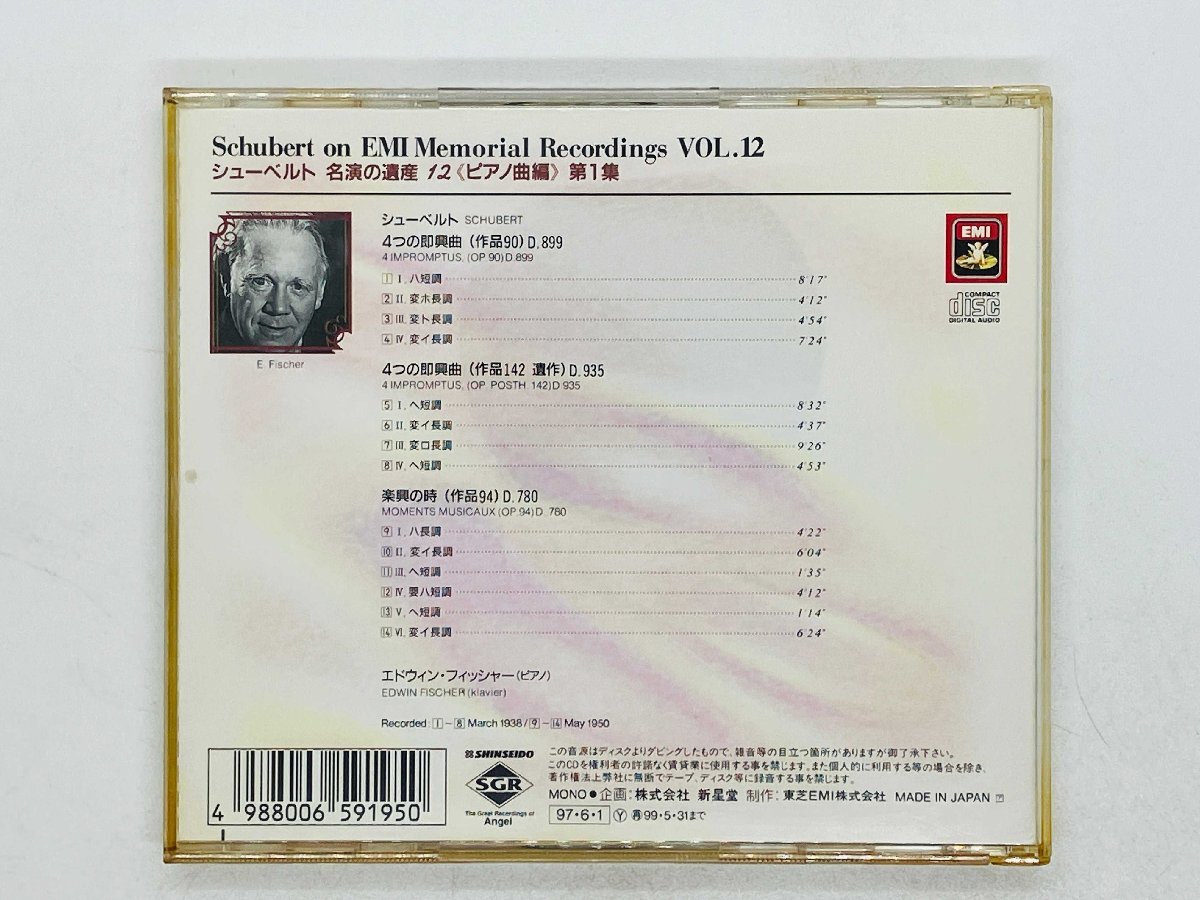 Schubert on EMI Memorial Recordings VOL.12
シューベルト 名演の遺産 12《ピアノ曲編》第1集
E. Fischer
シューベルト SCHUBERT
4つの即興曲（作品90）D.899
4 IMPROMPTUS, (OP.90) D.899
1 I. ハ短調 8'17"
2 II. 変ホ長調 4'12"
3 III. 変ト長調 4'54"
4 IV. 変イ長調 7'24"
4つの即興曲（作品142 遺作）D.935
4 IMPROMPTUS, (OP. POSTH. 142) D.935
5 I. ヘ短調 8'32"
6 II. 変イ長調 4'37"
7 III. 変ロ長調 9'26"
8 IV. ヘ短調 4'53"
楽興の時（作品94）D.780
MOMENTS MUSICAUX (OP.94) D. 780
9 I. ハ長調 4'22"
10 II. 変イ長調 6'04"
11 III. ヘ短調 1'35"
12 IV. 嬰ハ短調 4'12"
13 V. ヘ短調 1'14"
14 VI. 変イ長調 6'24"
エドウィン・フィッシャー（ピアノ）
EDWIN FISCHER (klavier)
Recorded: 1 ~ 8 March 1938 / 9 ~ 14 May 1950
EMI
COMPACT
disc
DIGITAL AUDIO
4 988006 591950
SHINSEIDO
SGR
The Great Recordings of
Angel
この音源はディスクよりダビングしたもので、雑音等の目立つ箇所がありますが御了承下さい。
このCDを権利者の許諾なく賃貸業に使用する事を禁じます。また個人的に利用する等の場合を除き、
著作権法上弊社に無断でテープ、ディスク等に録音する事を禁じます。
MONO ● 企画：株式会社 新星堂 制作：東芝EMI株式会社 MADE IN JAPAN
97・6・1 Ⓨ 再 99・5・31まで